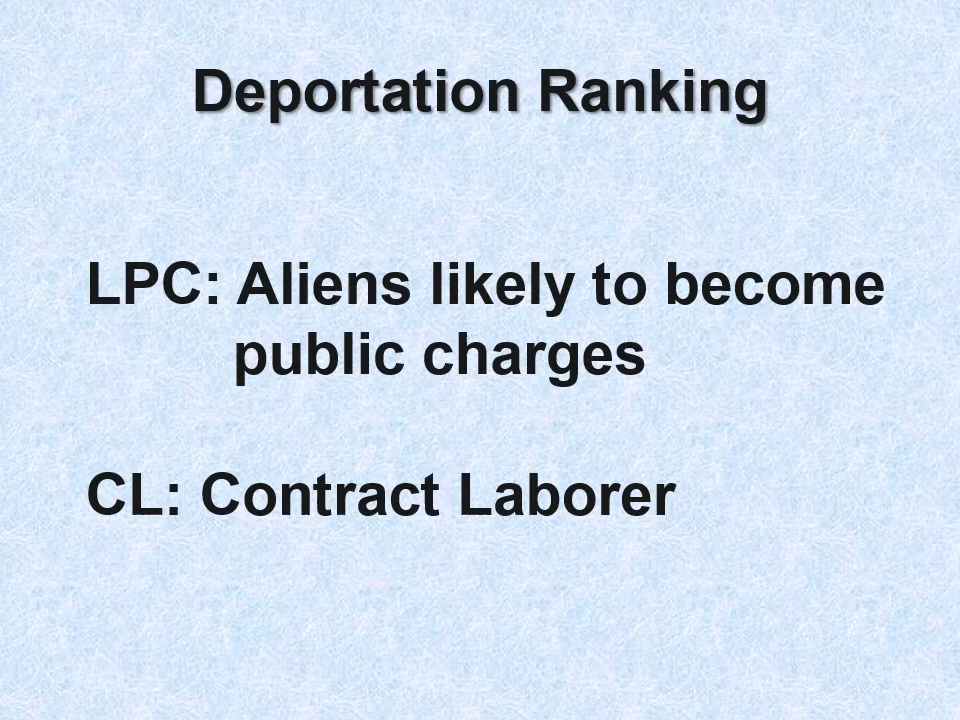 Deportation Ranking
LPC: Aliens likely to become
public charges
CL: Contract Laborer